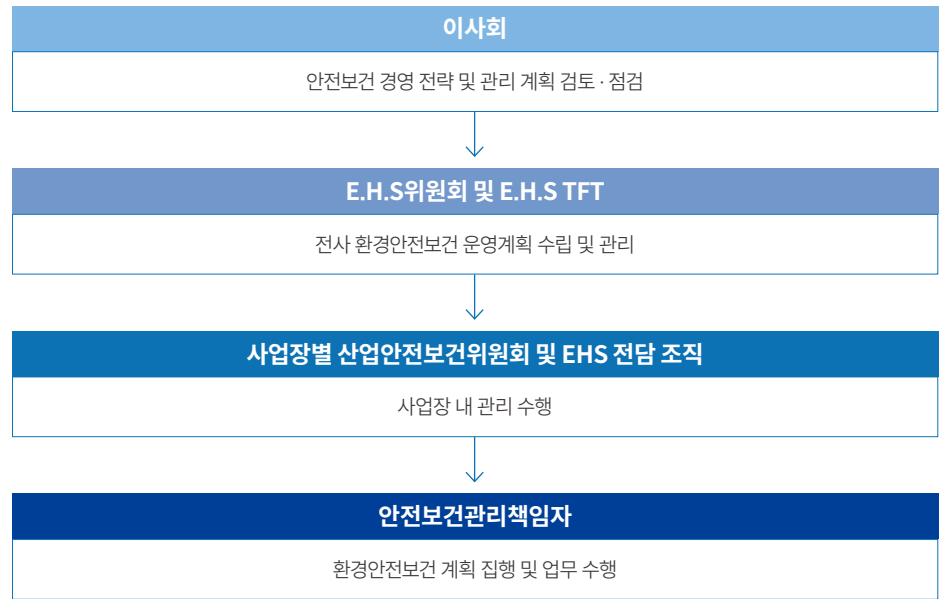 이사회
안전보건 경영 전략 및 관리 계획 검토 · 점검
E.H.S위원회 및 E.H.S TFT
전사 환경안전보건 운영계획 수립 및 관리
사업장별 산업안전보건위원회 및 EHS 전담 조직
사업장 내 관리 수행
안전보건관리책임자
환경안전보건 계획 집행 및 업무 수행